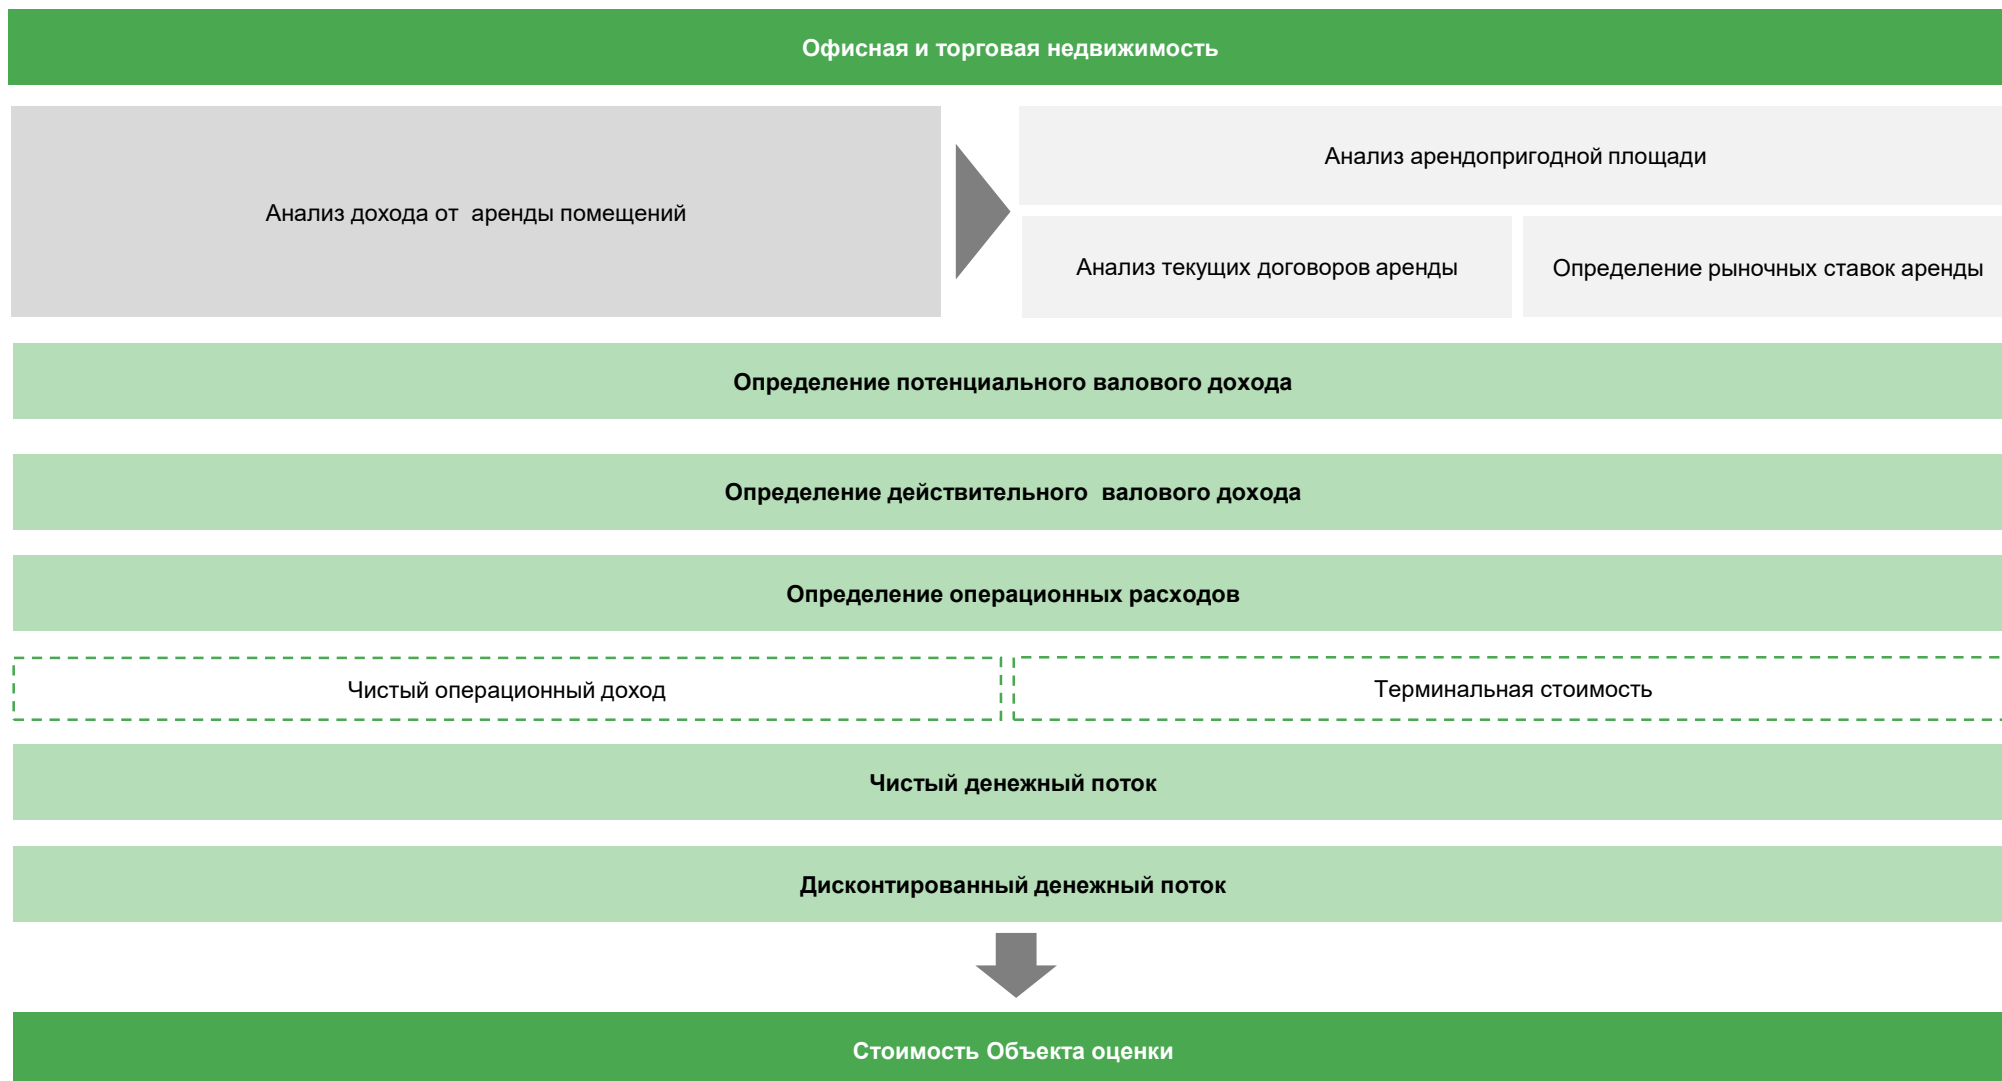 Офисная и торговая недвижимость
Анализ дохода от  аренды помещений
Анализ арендопригодной площади
Анализ текущих договоров аренды
Определение рыночных ставок аренды
Определение потенциального валового дохода
Определение действительного  валового дохода
Определение операционных расходов
Чистый операционный доход
Терминальная стоимость
Чистый денежный поток
Дисконтированный денежный поток
Стоимость Объекта оценки